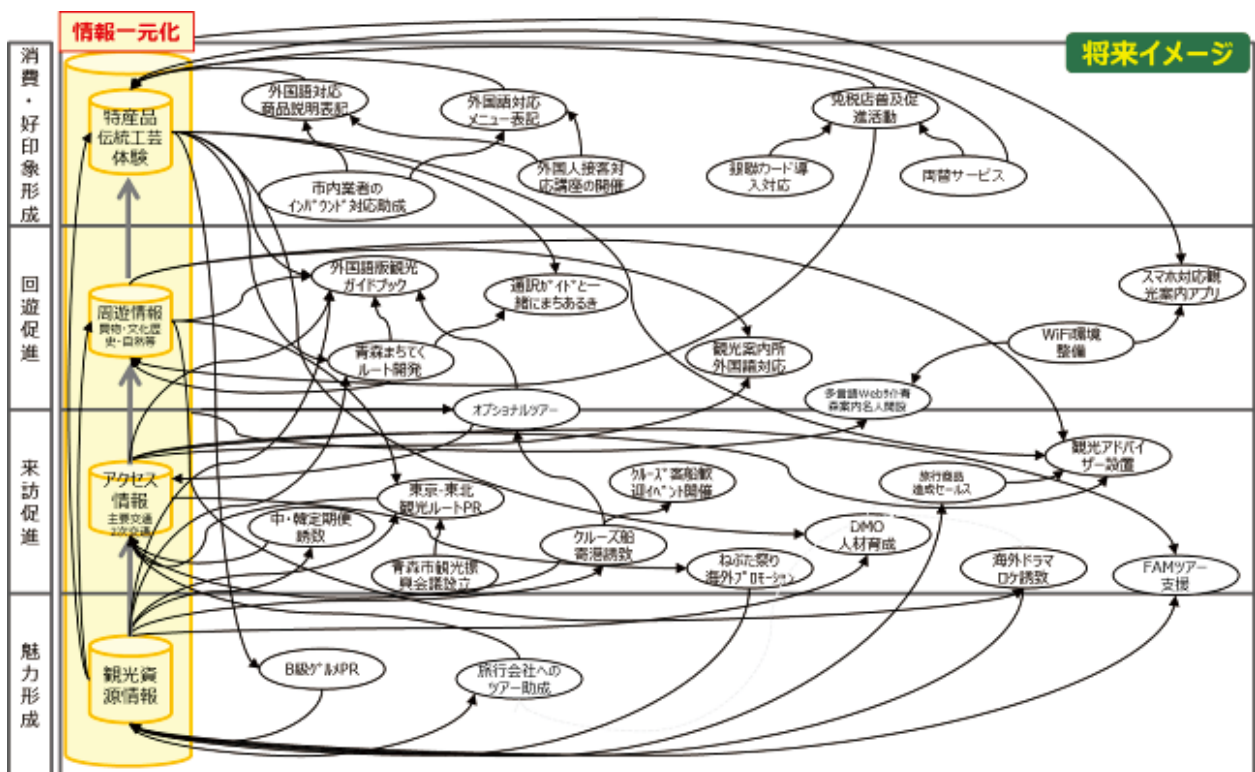 情報一元化
将来イメージ
消費・好印象形成
特産品
伝統工芸
体験
外国語対応
商品説明表記
外国語対応
メニュー表記
免税店普及促
進活動
市内業者の
インバウンド対応助成
外国人接客対
応講座の開催
銀聯カード導
入対応
両替サービス
回遊促進
周遊情報
買物・文化歴
史・自然等
外国語版観光
ガイドブック
通訳ガイドと一
緒にまちあるき
スマホ対応観
光案内アプリ
青森まちてく
ルート開発
観光案内所
外国語対応
WiFi環境
整備
オプショナルツアー
多言語Webサイト青
森案内名人開設
来訪促進
アクセス
情報
主要交通
2次交通
中・韓定期便
誘致
東京-東北
観光ルートPR
クルーズ客船歓
迎イベント開催
旅行商品
造成セールス
観光アドバイ
ザー設置
青森市観光振
興会議設立
クルーズ船
寄港誘致
ねぶた祭り
海外プロモーション
DMO
人材育成
海外ドラマ
ロケ誘致
FAMツアー
支援
魅力形成
観光資
源情報
B級グルメPR
旅行会社への
ツアー助成